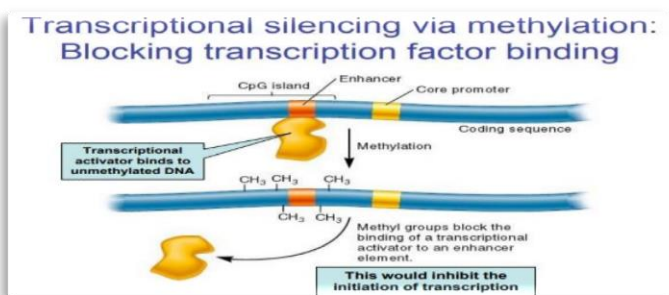 Transcriptional silencing via methylation:
Blocking transcription factor binding
CpG island
Enhancer
Core promoter
Coding sequence
Transcriptional
activator binds to
unmethylated DNA
Methylation
CH₃ CH₃ CH₃
CH₃ CH₃
Methyl groups block the
binding of a transcriptional
activator to an enhancer
element.
This would inhibit the
initiation of transcription